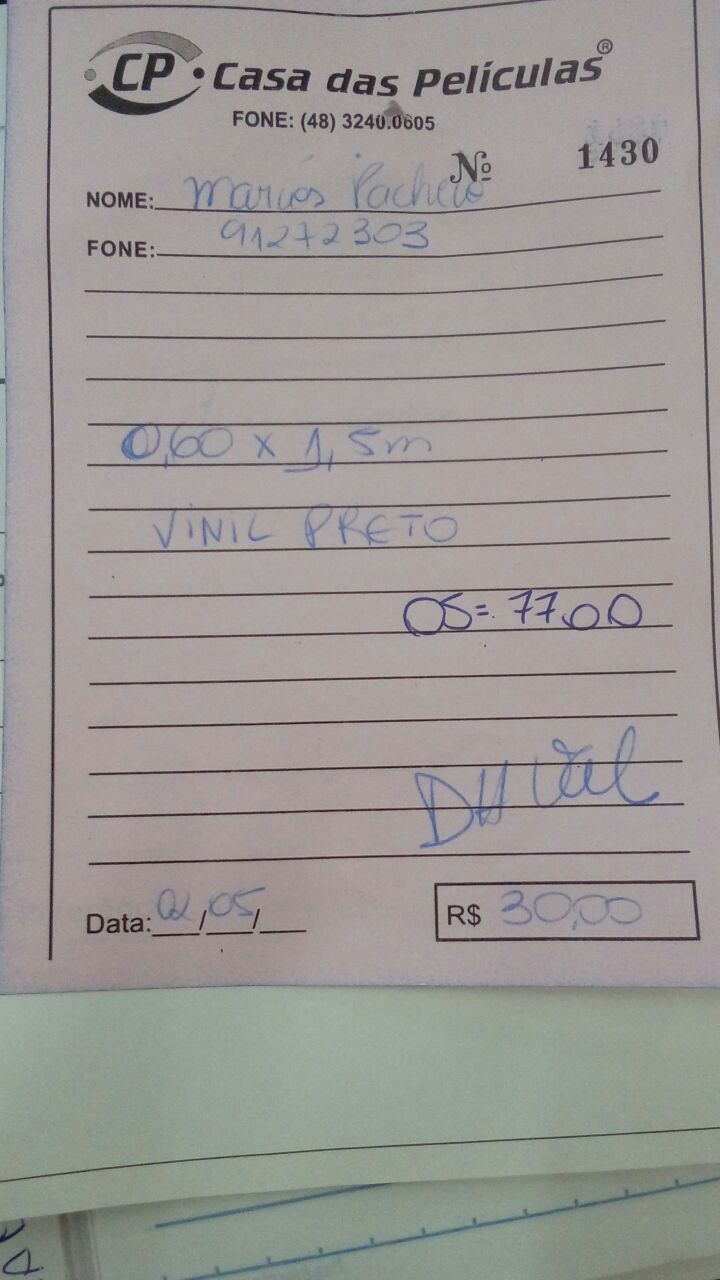 CP Casa das Películas®
FONE: (48) 3240.0605
Nº 1430
NOME: Marcos Pacheco
FONE: 91272303
0,60 x 1,5m
VINIL PRETO
OS= 77.00
Data: 02/05/
R$ 30,00